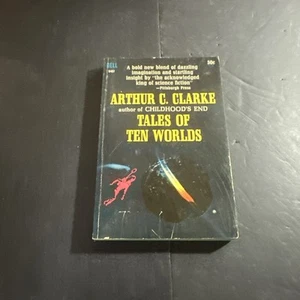 DELL
50¢
A bold new blend of dazzling
imagination and startling
insight by "the acknowledged
king of science fiction"
—Pittsburgh Press
ARTHUR C. CLARKE
author of CHILDHOOD'S END
TALES OF
TEN WORLDS